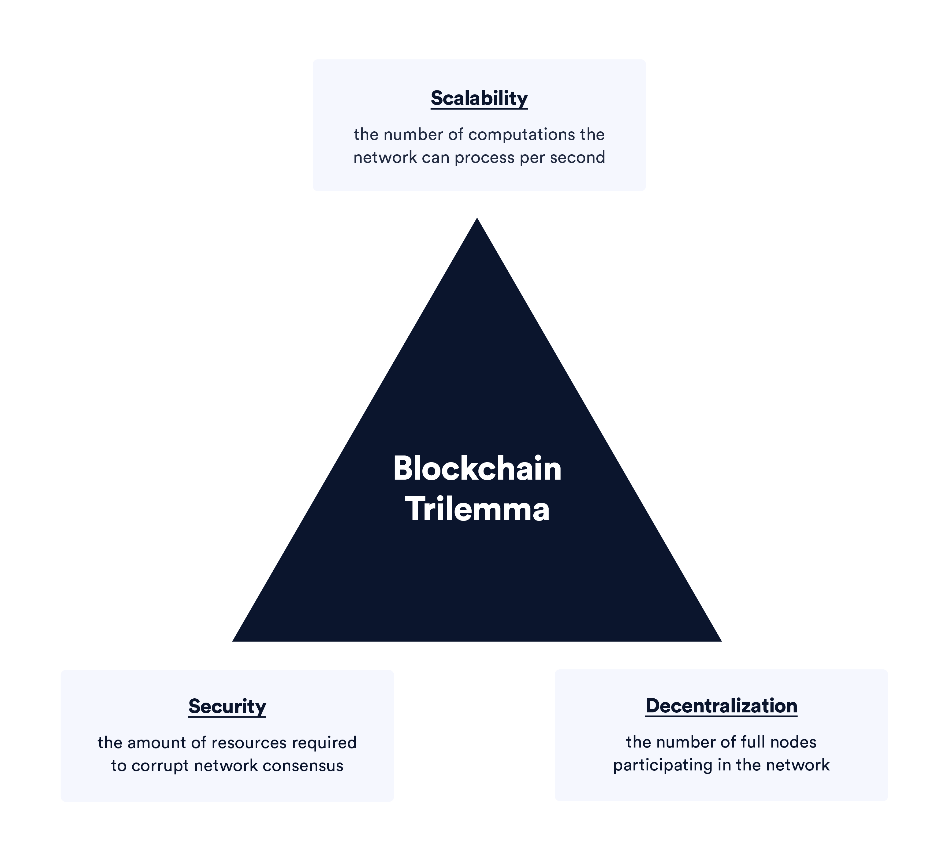 Scalability
the number of computations the
network can process per second
Blockchain
Trilemma
Security
the amount of resources required
to corrupt network consensus
Decentralization
the number of full nodes
participating in the network